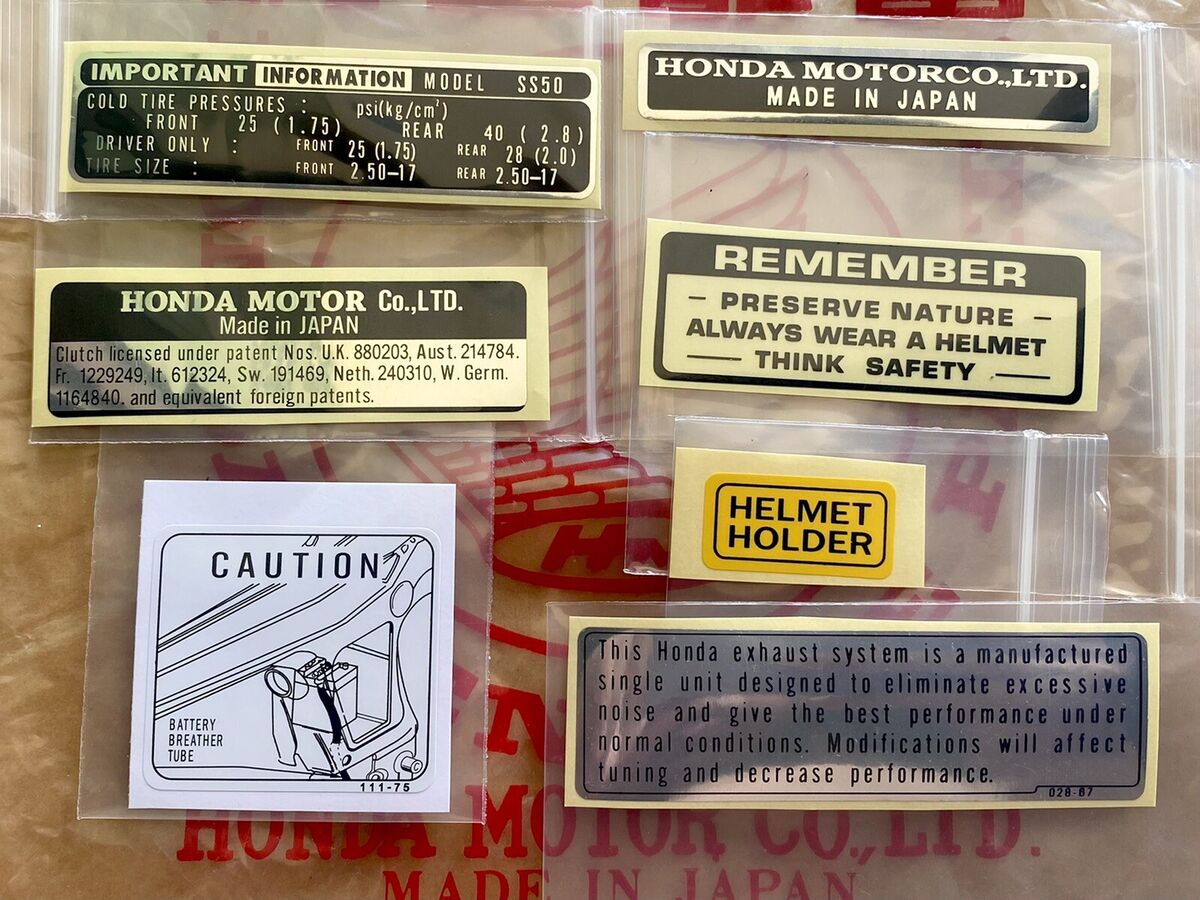 IMPORTANT INFORMATION MODEL SS50
COLD TIRE PRESSURES : psi(kg/cm²)
FRONT 25 (1.75) REAR 40 (2.8)
DRIVER ONLY : FRONT 25 (1.75) REAR 28 (2.0)
TIRE SIZE : FRONT 2.50–17 REAR 2.50–17
HONDA MOTOR CO.,LTD.
MADE IN JAPAN
HONDA MOTOR Co.,LTD.
Made in JAPAN
Clutch licensed under patent Nos. U.K. 880203, Aust. 214784.
Fr. 1229249, It. 612324, Sw. 191469, Neth. 240310, W. Germ.
1164840. and equivalent foreign patents.
REMEMBER
– PRESERVE NATURE –
ALWAYS WEAR A HELMET
— THINK SAFETY —
HELMET
HOLDER
CAUTION
BATTERY
BREATHER
TUBE
111-75
This Honda exhaust system is a manufactured
single unit designed to eliminate excessive
noise and give the best performance under
normal conditions. Modifications will affect
tuning and decrease performance.
028-67
HONDA MOTOR CO.,LTD.
MADE IN JAPAN